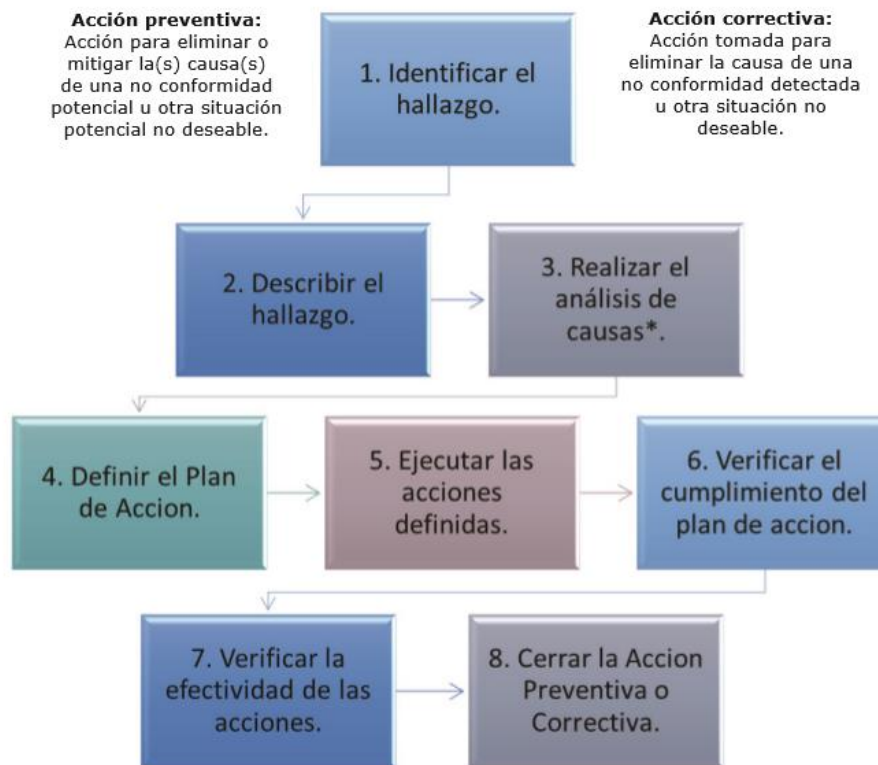 Acción preventiva:
Acción para eliminar o
mitigar la(s) causa(s)
de una no conformidad
potencial u otra situación
potencial no deseable.
1. Identificar el
hallazgo.
Acción correctiva:
Acción tomada para
eliminar la causa de una
no conformidad detectada
u otra situación no
deseable.
2. Describir el
hallazgo.
3. Realizar el
análisis de
causas*.
4. Definir el Plan
de Accion.
5. Ejecutar las
acciones
definidas.
6. Verificar el
cumplimiento del
plan de accion.
7. Verificar la
efectividad de las
acciones.
8. Cerrar la Accion
Preventiva o
Correctiva.